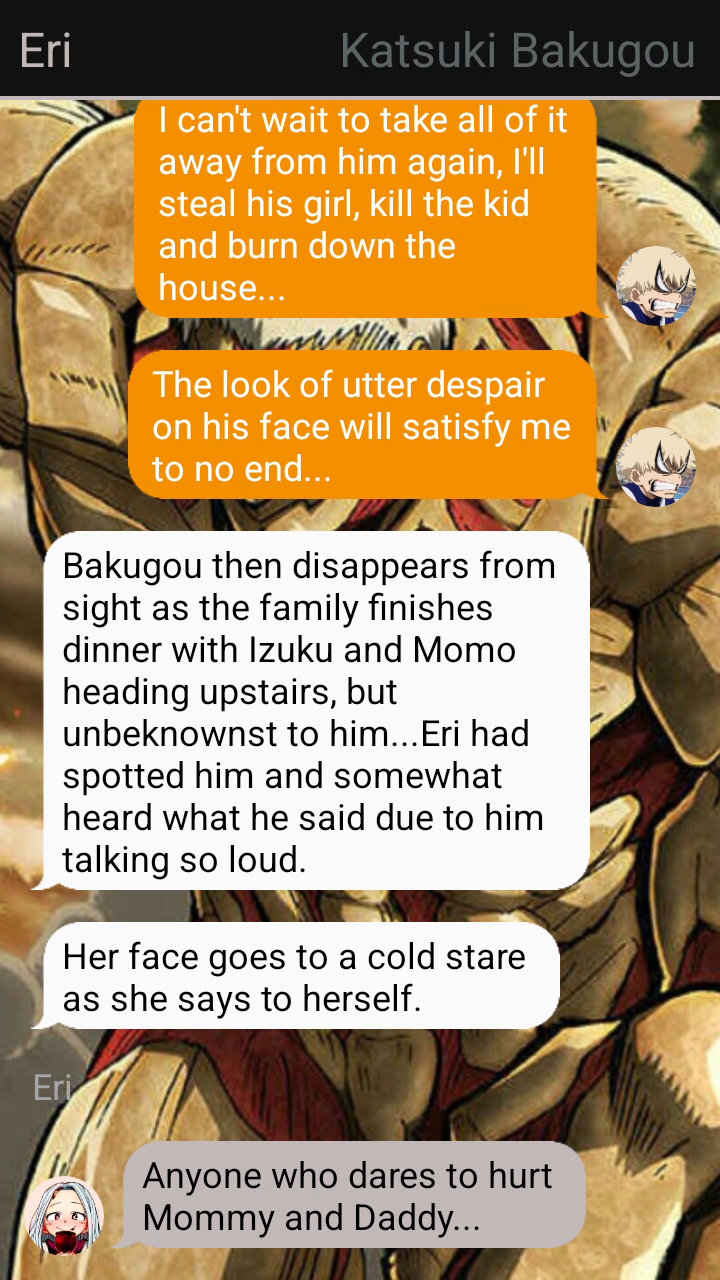 Eri
Katsuki Bakugou
I can't wait to take all of it
away from him again, I'll
steal his girl, kill the kid
and burn down the
house...
The look of utter despair
on his face will satisfy me
to no end...
Bakugou then disappears from
sight as the family finishes
dinner with Izuku and Momo
heading upstairs, but
unbeknownst to him...Eri had
spotted him and somewhat
heard what he said due to him
talking so loud.
Her face goes to a cold stare
as she says to herself.
Eri
Anyone who dares to hurt
Mommy and Daddy...